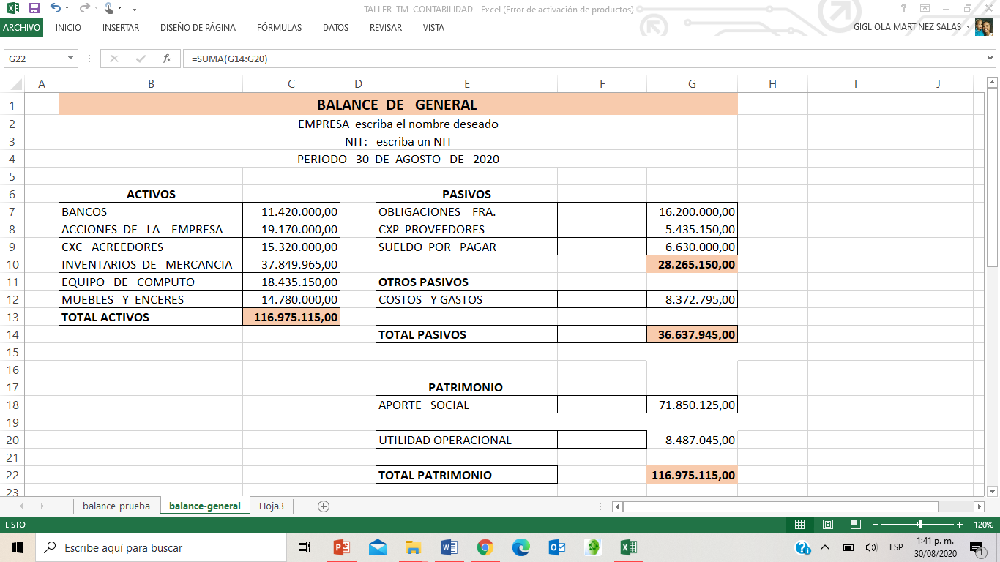 TALLER ITM CONTABILIDAD - Excel (Error de activación de productos)
ARCHIVO INICIO INSERTAR DISEÑO DE PÁGINA FÓRMULAS DATOS REVISAR VISTA GIGLIOLA MARTINEZ SALAS
G22 fx =SUMA(G14:G20)
A B C D E F G H I J
1 BALANCE DE GENERAL
2 EMPRESA escriba el nombre deseado
3 NIT: escriba un NIT
4 PERIODO 30 DE AGOSTO DE 2020
5
6 ACTIVOS PASIVOS
7 BANCOS 11.420.000,00 OBLIGACIONES FRA. 16.200.000,00
8 ACCIONES DE LA EMPRESA 19.170.000,00 CXP PROVEEDORES 5.435.150,00
9 CXC ACREEDORES 15.320.000,00 SUELDO POR PAGAR 6.630.000,00
10 INVENTARIOS DE MERCANCIA 37.849.965,00 28.265.150,00
11 EQUIPO DE COMPUTO 18.435.150,00 OTROS PASIVOS
12 MUEBLES Y ENCERES 14.780.000,00 COSTOS Y GASTOS 8.372.795,00
13 TOTAL ACTIVOS 116.975.115,00
14 TOTAL PASIVOS 36.637.945,00
15
16
17 PATRIMONIO
18 APORTE SOCIAL 71.850.125,00
19
20 UTILIDAD OPERACIONAL 8.487.045,00
21
22 TOTAL PATRIMONIO 116.975.115,00
23
balance-prueba balance-general Hoja3
LISTO 120%
Escribe aquí para buscar ESP 1:41 p. m.
30/08/2020 1